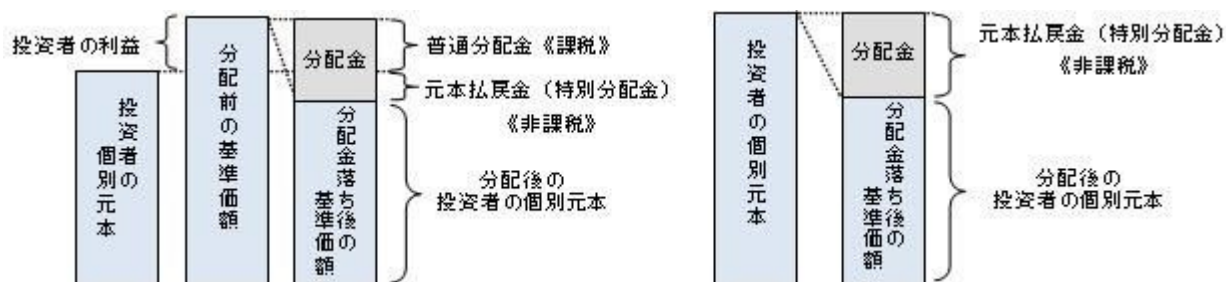 投資者の利益
投資者の
個別元本
分配前の基準価額
分配金
分配金落ち後の
基準価額
普通分配金《課税》
元本払戻金（特別分配金）
《非課税》
分配後の
投資者の個別元本
投資者の個別元本
分配金
分配金落ち後の
基準価額
元本払戻金（特別分配金）
《非課税》
分配後の
投資者の個別元本